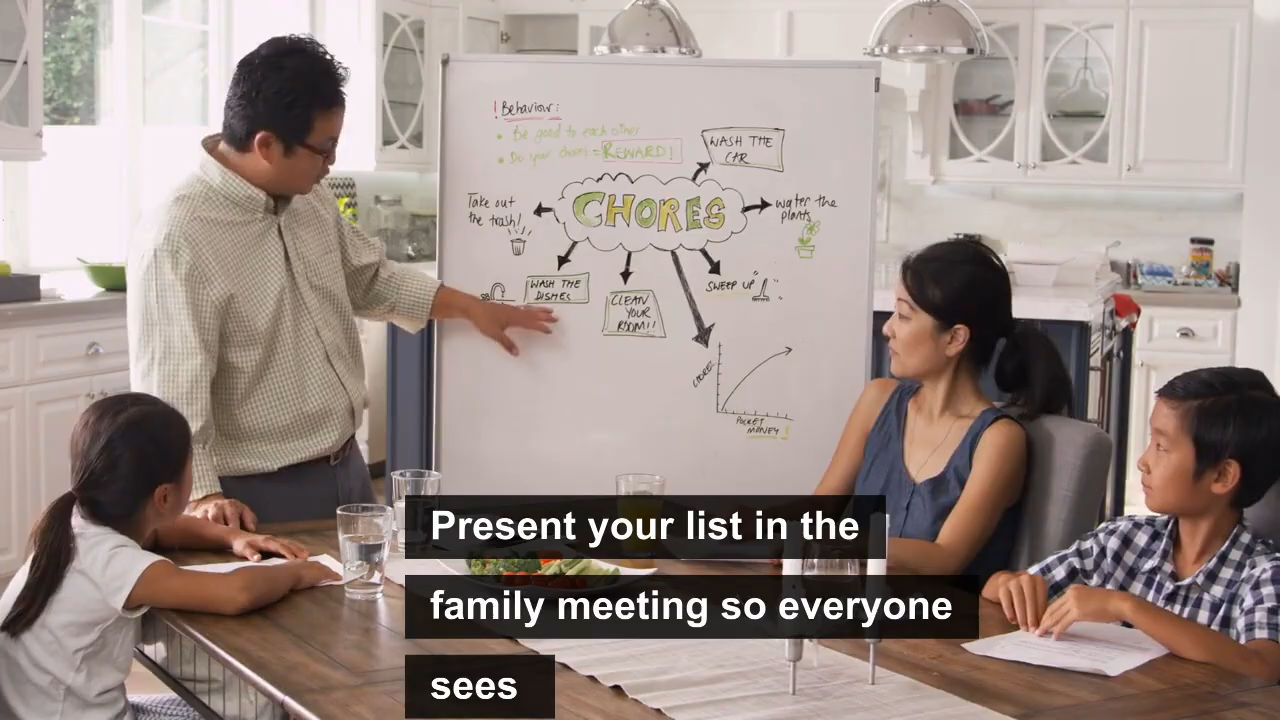 ! Behaviour:
• Be good to each other
• Do your chores = REWARD!
WASH THE
CAR
Take out
the trash!
CHORES
water the
plants
WASH THE
DISHES
CLEAN
YOUR
ROOM!!
SWEEP UP
CHORES
POCKET
MONEY!
Present your list in the
family meeting so everyone
sees